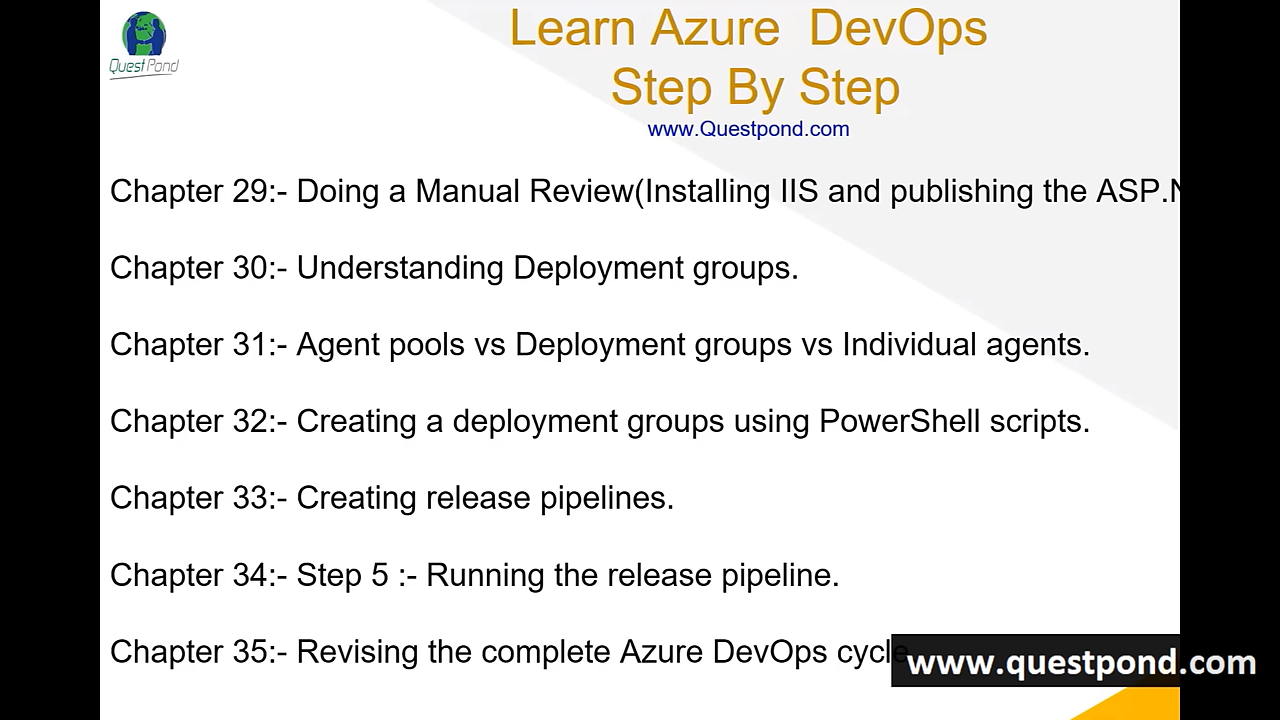 QuestPond
Learn Azure DevOps
Step By Step
www.Questpond.com
Chapter 29:- Doing a Manual Review(Installing IIS and publishing the ASP.N
Chapter 30:- Understanding Deployment groups.
Chapter 31:- Agent pools vs Deployment groups vs Individual agents.
Chapter 32:- Creating a deployment groups using PowerShell scripts.
Chapter 33:- Creating release pipelines.
Chapter 34:- Step 5 :- Running the release pipeline.
Chapter 35:- Revising the complete Azure DevOps cycle
www.questpond.com